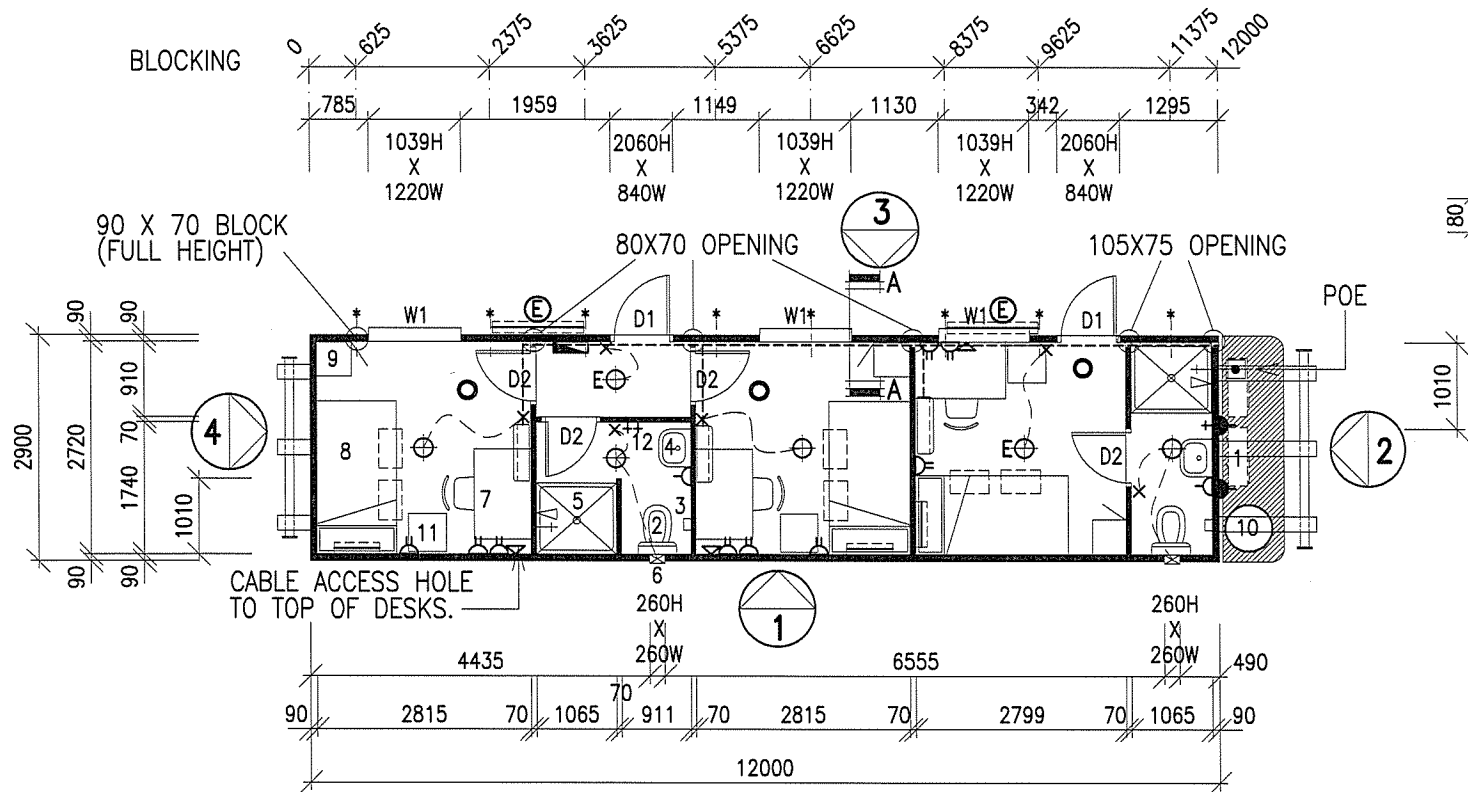 BLOCKING
0 625 2375 3625 5375 6625 8375 9625 11375 12000
785 1959 1149 1130 342 1295
1039H X 1220W
2060H X 840W
1039H X 1220W
1039H X 1220W
2060H X 840W
90 X 70 BLOCK
(FULL HEIGHT)
80X70 OPENING
3
105X75 OPENING
80
A
POE
* W1 * E * D1 * W1 * * W1 E * D1 *
90 90
9 D2 E D2 A
910
1010
2900 2720 70
4
8 D2 12 4 E D2 1 2
1740
1010
7 5 3
11 2 10
90 90
CABLE ACCESS HOLE
TO TOP OF DESKS.
6
260H X 260W
1
260H X 260W
4435 6555 490
90 2815 70 1065 70 911 70 2815 70 2799 70 1065 90
12000